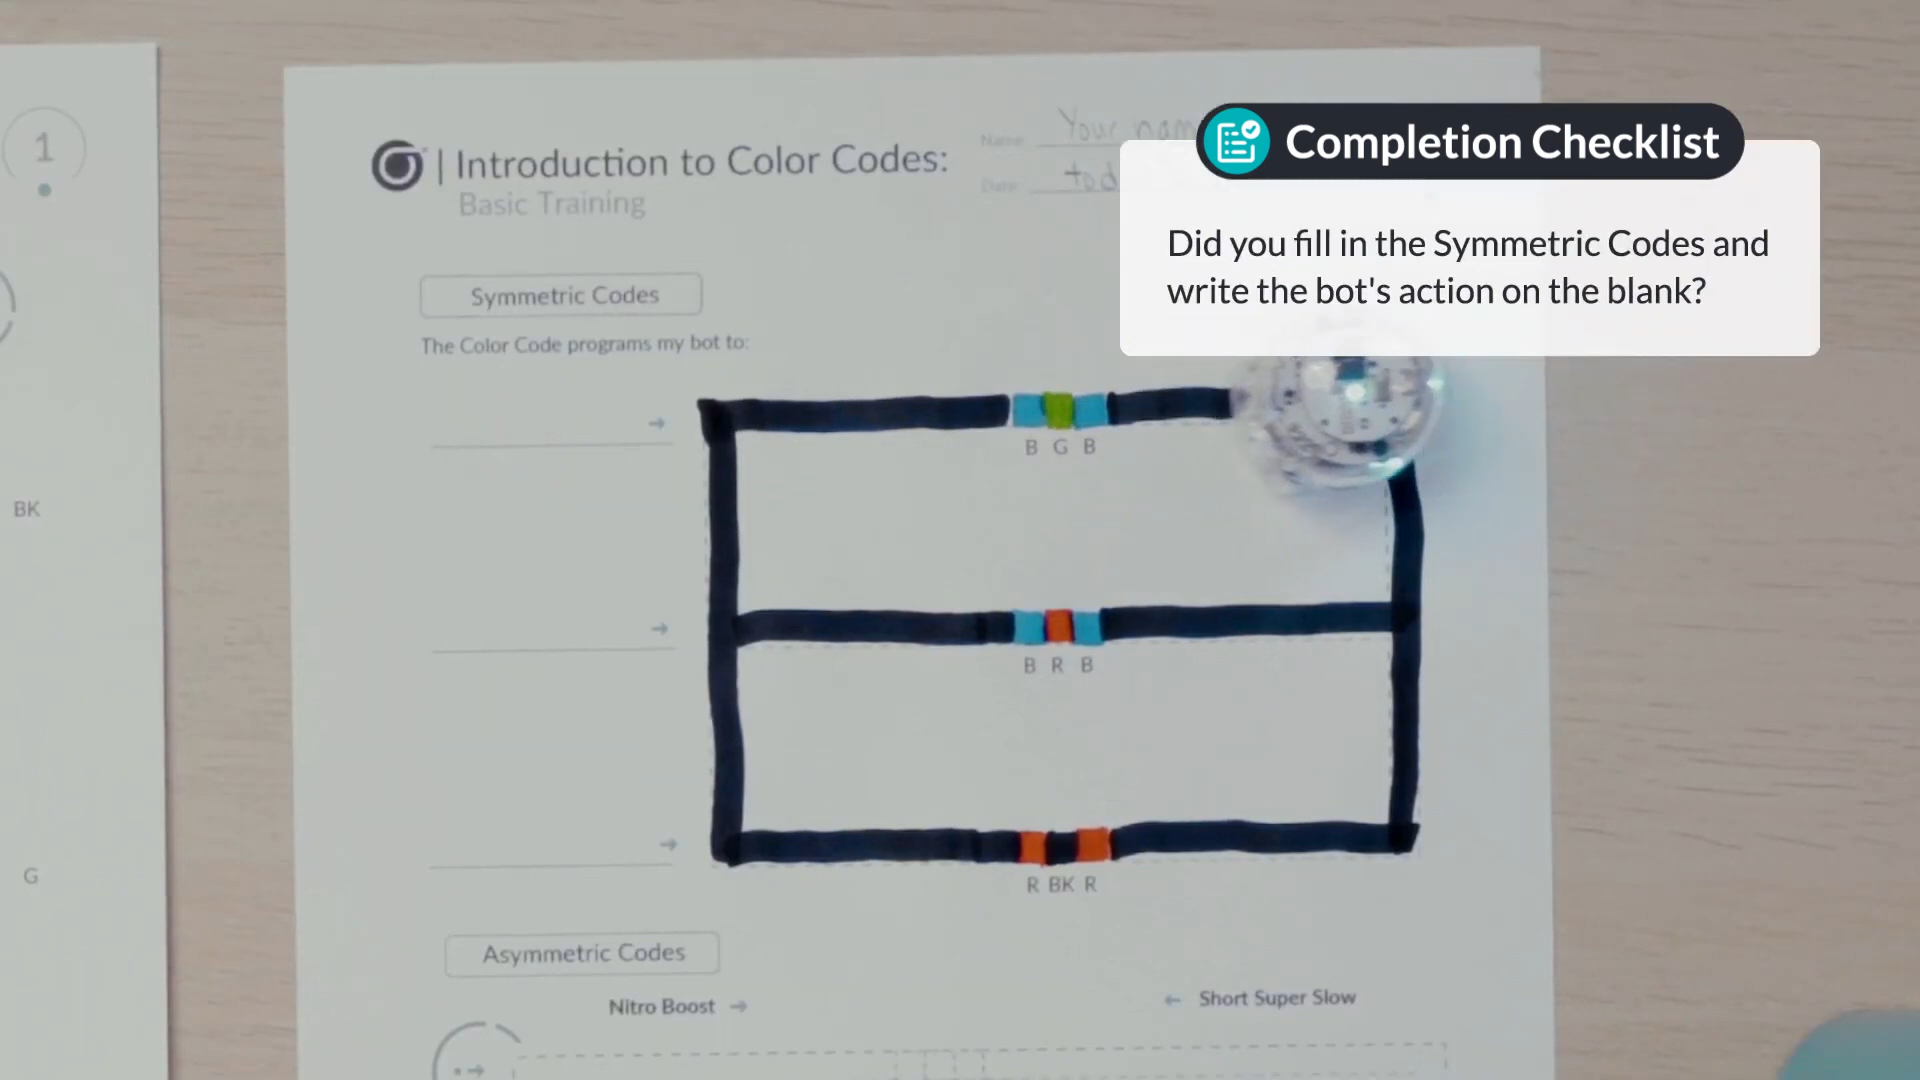 1
BK
G
| Introduction to Color Codes:
Basic Training
Name: Your nam
Date: tod
Completion Checklist
Did you fill in the Symmetric Codes and
write the bot's action on the blank?
Symmetric Codes
The Color Code programs my bot to:
B G B
B R B
R BK R
Asymmetric Codes
Nitro Boost →
← Short Super Slow